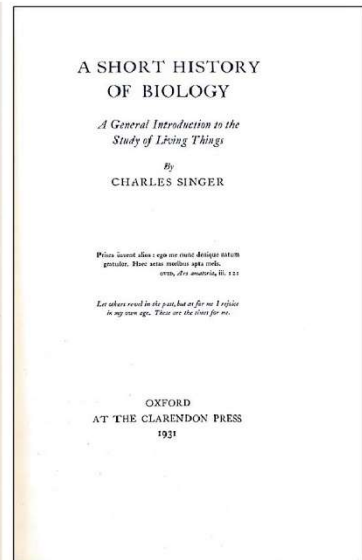 A SHORT HISTORY
OF BIOLOGY
A General Introduction to the
Study of Living Things
By
CHARLES SINGER
Prisca iuvent alios : ego me nunc denique natum
gratulor. Haec aetas moribus apta meis.
OVID, Ars amatoria, iii. 121
Let others revel in the past, but as for me I rejoice
in my own age. These are the times for me.
OXFORD
AT THE CLARENDON PRESS
1931